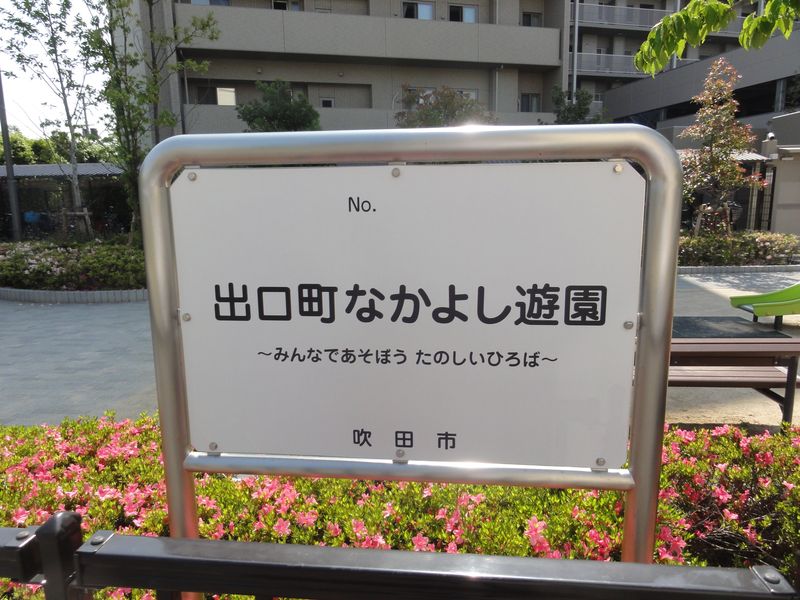 No.
出口町なかよし遊園
～みんなであそぼう たのしいひろば～
吹田市